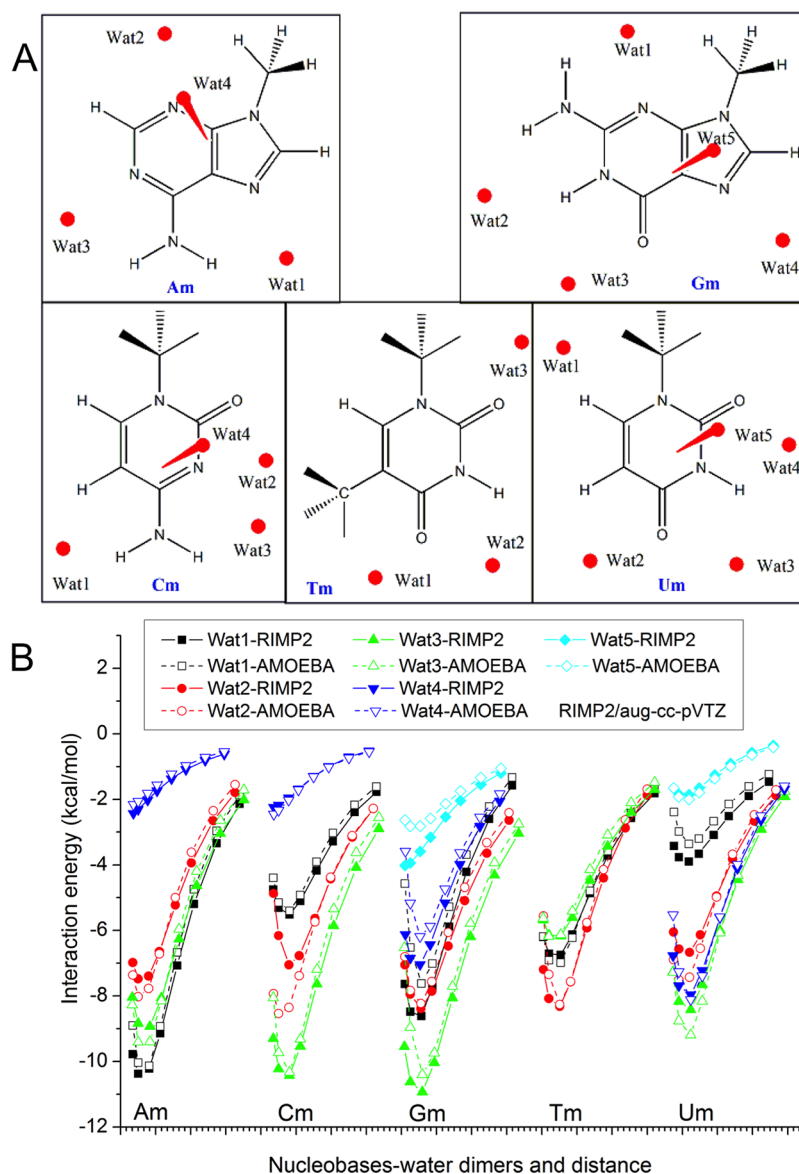 A
Wat2
H
H
H
Wat4
N
N
H
H
N
N
Wat3
N
H
H
Wat1
Am
Wat1
H
H
H
H
N
N
N
Wat5
H
H
N
H
N
Wat2
O
Wat4
Wat3
Gm
H
N
O
Wat4
H
N
Wat2
N
H
H
Wat3
Wat1
Cm
Wat3
H
N
O
N
H
C
O
Wat2
Wat1
Tm
Wat1
H
N
O
Wat5
H
N
H
Wat4
O
Wat2
Wat3
Um
B
Wat1-RIMP2
Wat3-RIMP2
Wat5-RIMP2
Wat1-AMOEBA
Wat3-AMOEBA
Wat5-AMOEBA
Wat2-RIMP2
Wat4-RIMP2
Wat2-AMOEBA
Wat4-AMOEBA
RIMP2/aug-cc-pVTZ
2
0
-2
-4
-6
-8
-10
-12
Interaction energy (kcal/mol)
Am
Cm
Gm
Tm
Um
Nucleobases-water dimers and distance